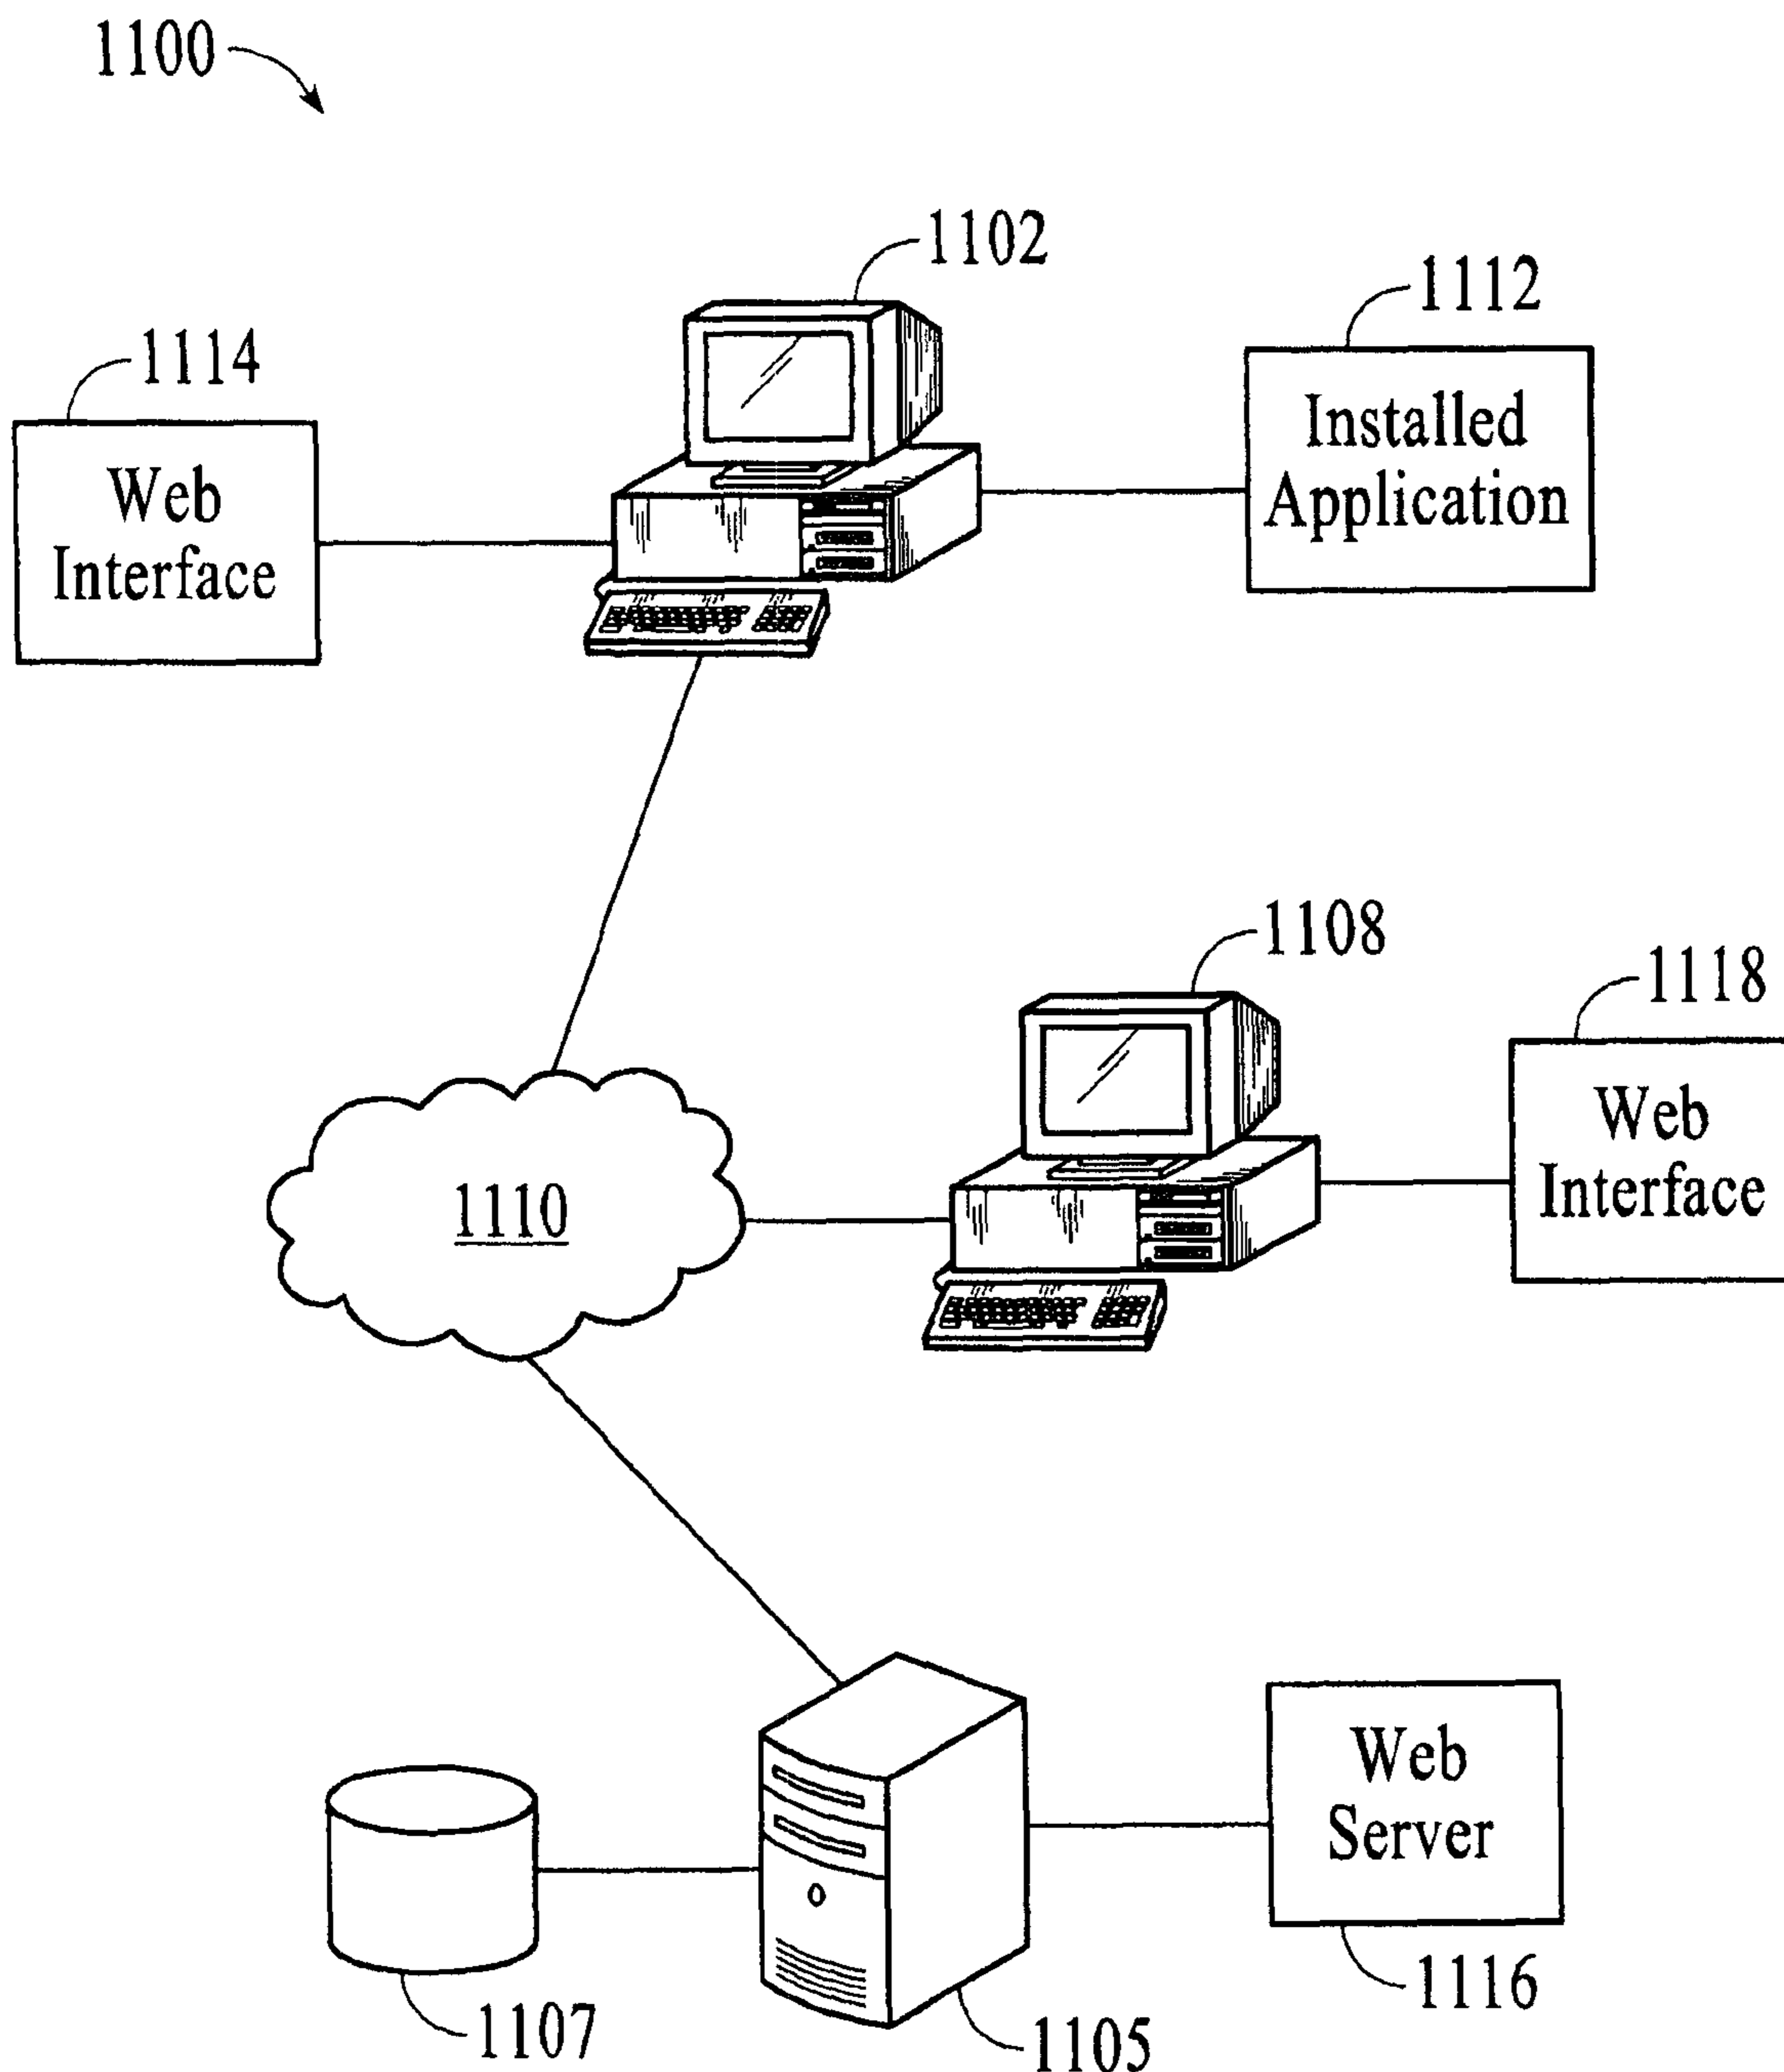 1100
1102
1112
1114
Installed
Application
Web
Interface
1108
1118
Web
Interface
1110
Web
Server
1116
1107
1105